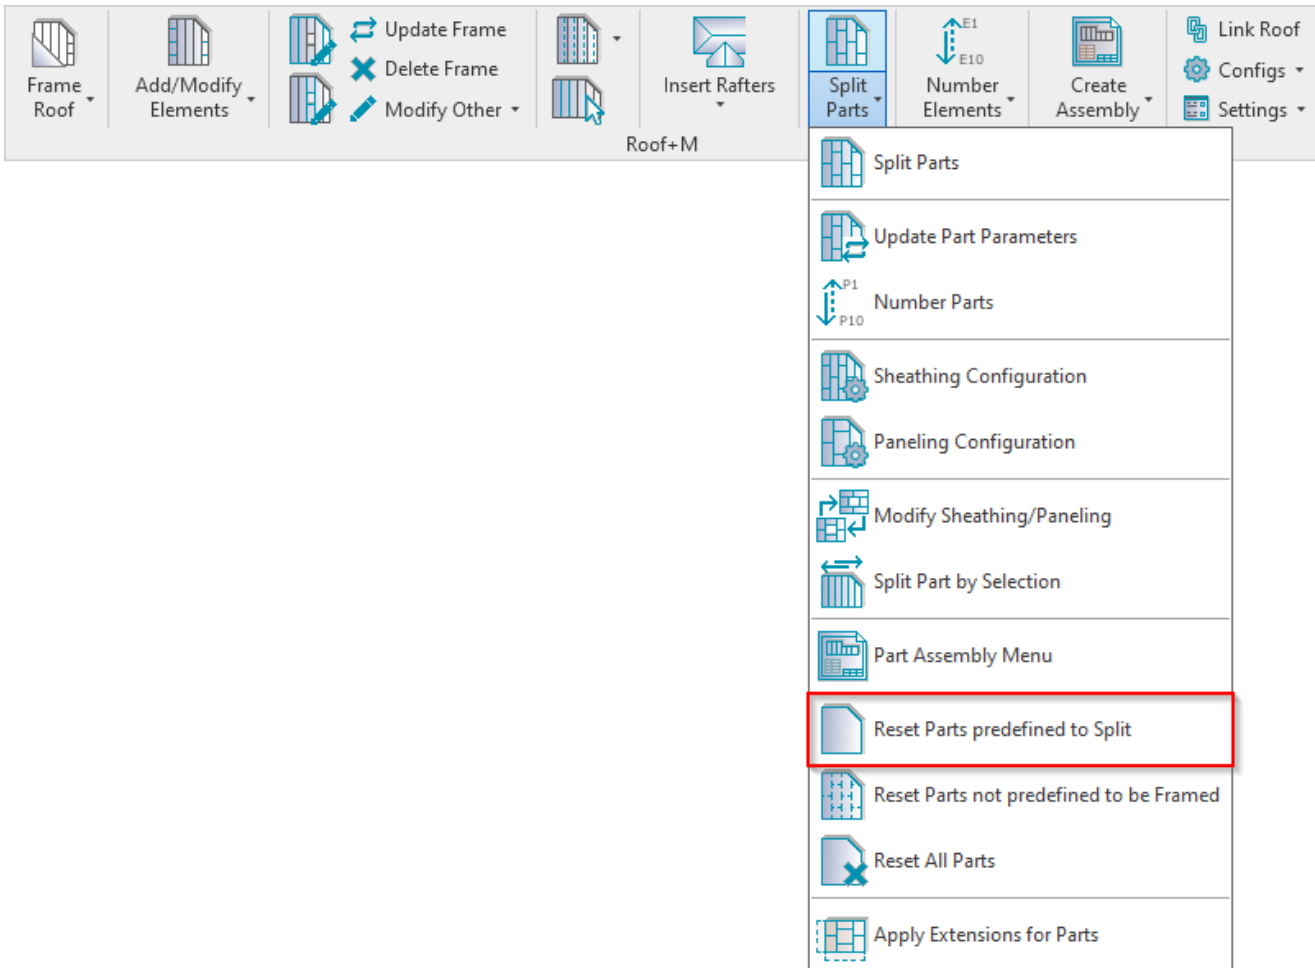 Frame
Roof
Add/Modify
Elements
Update Frame
Delete Frame
Modify Other
Insert Rafters
Split
Parts
E1
E10
Number
Elements
Create
Assembly
Link Roof
Configs
Settings
Roof+M
Split Parts
Update Part Parameters
P1
P10
Number Parts
Sheathing Configuration
Paneling Configuration
Modify Sheathing/Paneling
Split Part by Selection
Part Assembly Menu
Reset Parts predefined to Split
Reset Parts not predefined to be Framed
Reset All Parts
Apply Extensions for Parts